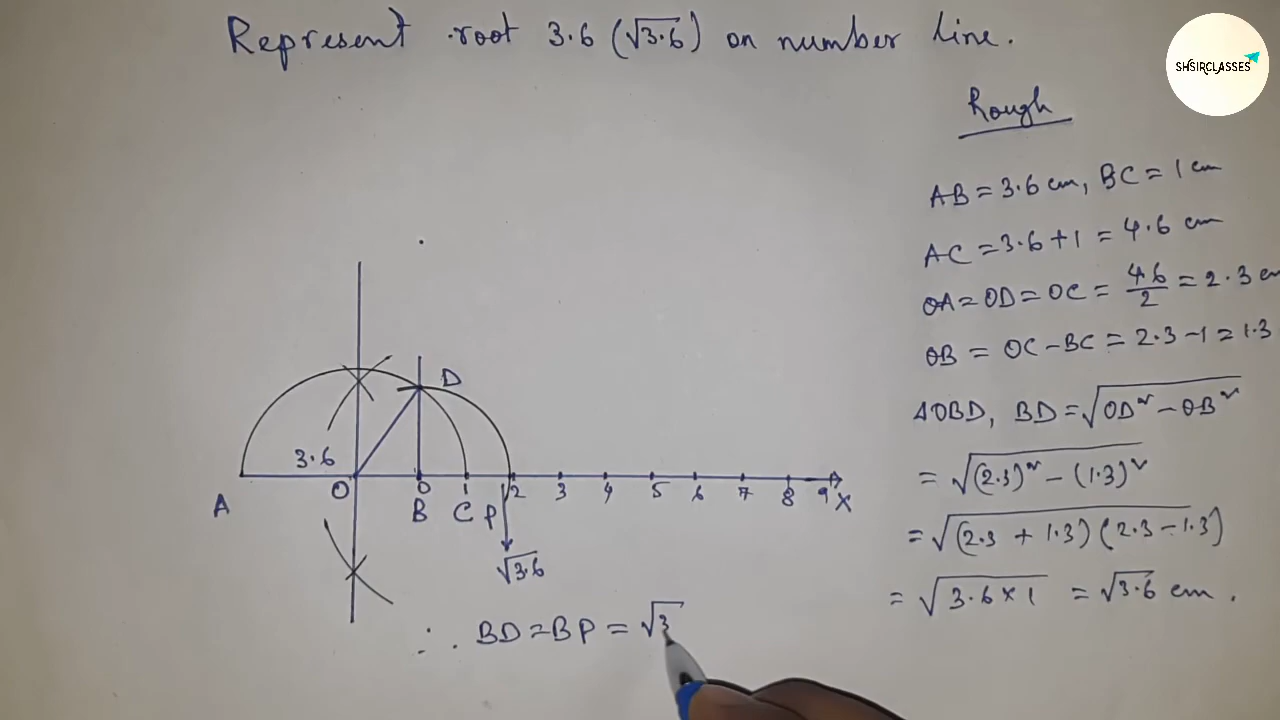 Represent root 3.6 (√3.6) on number line.
SHSIRCLASSES
Rough
AB = 3.6 cm, BC = 1 cm
AC = 3.6 + 1 = 4.6 cm
OA = OD = OC = 4.6/2 = 2.3 cm
OB = OC - BC = 2.3 - 1 = 1.3
ΔOBD, BD = √OD² - OB²
= √(2.3)² - (1.3)²
= √(2.3 + 1.3) (2.3 - 1.3)
= √3.6 × 1 = √3.6 cm.
D
3.6
A O 0 1 2 3 4 5 6 7 8 9 X
B C P
√3.6
∴ BD = BP = √3